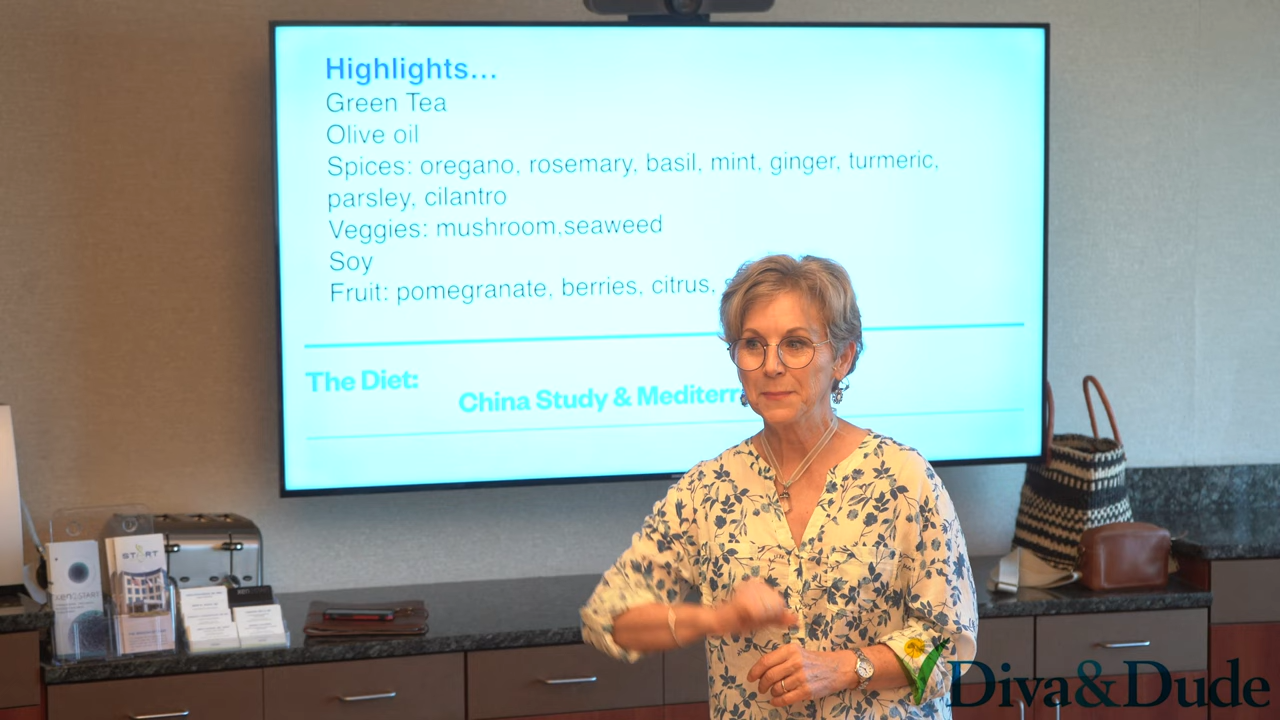 Highlights...
Green Tea
Olive oil
Spices: oregano, rosemary, basil, mint, ginger, turmeric,
parsley, cilantro
Veggies: mushroom,seaweed
Soy
Fruit: pomegranate, berries, citrus,
The Diet:
China Study & Mediterr
START
Diva&Dude